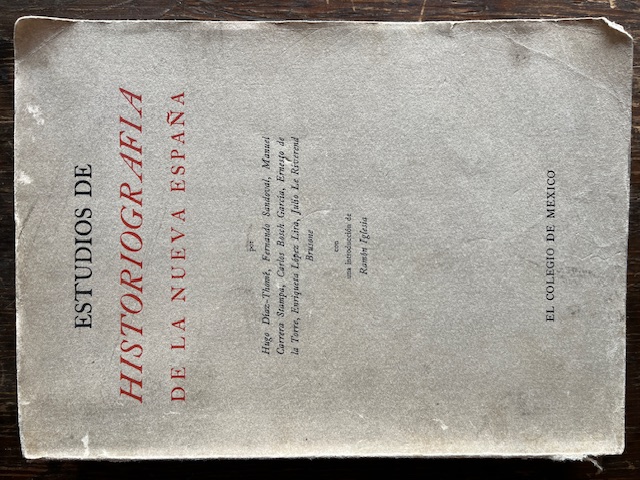 ESTUDIOS DE
HISTORIOGRAFIA
DE LA NUEVA ESPAÑA
por
Hugo Díaz-Thomé, Fernando Sandoval, Manuel
Carrera Stampa, Carlos Bosch García, Ernesto de
la Torre, Enriqueta López Lira, Julio Le Riverend
Brusone
con
una introducción de
Ramón Iglesia
EL COLEGIO DE MEXICO